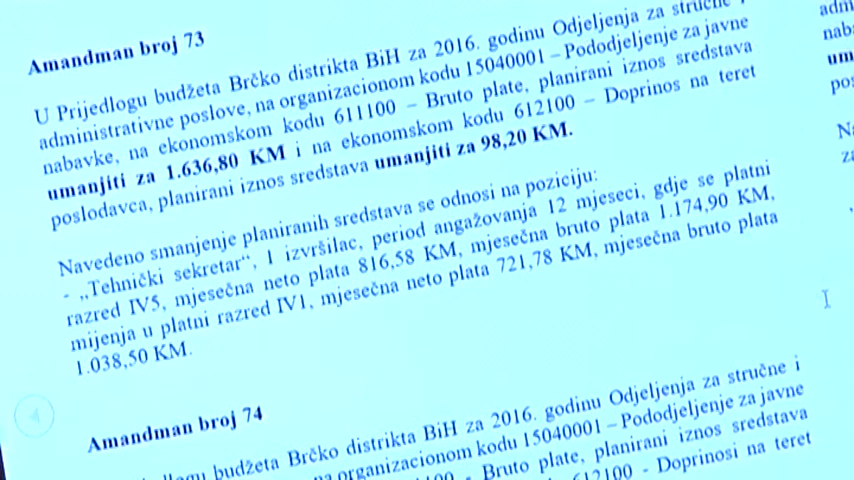 Amandman broj 73
U Prijedlogu budžeta Brčko distrikta BiH za 2016. godinu Odjeljenja za stručne i
administrativne poslove, na organizacionom kodu 15040001 – Pododjeljenje za javne
nabavke, na ekonomskom kodu 611100 – Bruto plate, planirani iznos sredstava
umanjiti za 1.636,80 KM i na ekonomskom kodu 612100 – Doprinos na teret
poslodavca, planirani iznos sredstava umanjiti za 98,20 KM.
Navedeno smanjenje planiranih sredstava se odnosi na poziciju:
- „Tehnički sekretar“, 1 izvršilac, period angažovanja 12 mjeseci, gdje se platni
razred IV5, mjesečna neto plata 816,58 KM, mjesečna bruto plata 1.174,90 KM,
mijenja u platni razred IV1, mjesečna neto plata 721,78 KM, mjesečna bruto plata
1.038,50 KM.
Amandman broj 74
budžeta Brčko distrikta BiH za 2016. godinu Odjeljenja za stručne i
organizacionom kodu 15040001 – Pododjeljenje za javne
- Bruto plate, planirani iznos sredstava
612100 - Doprinosi na teret